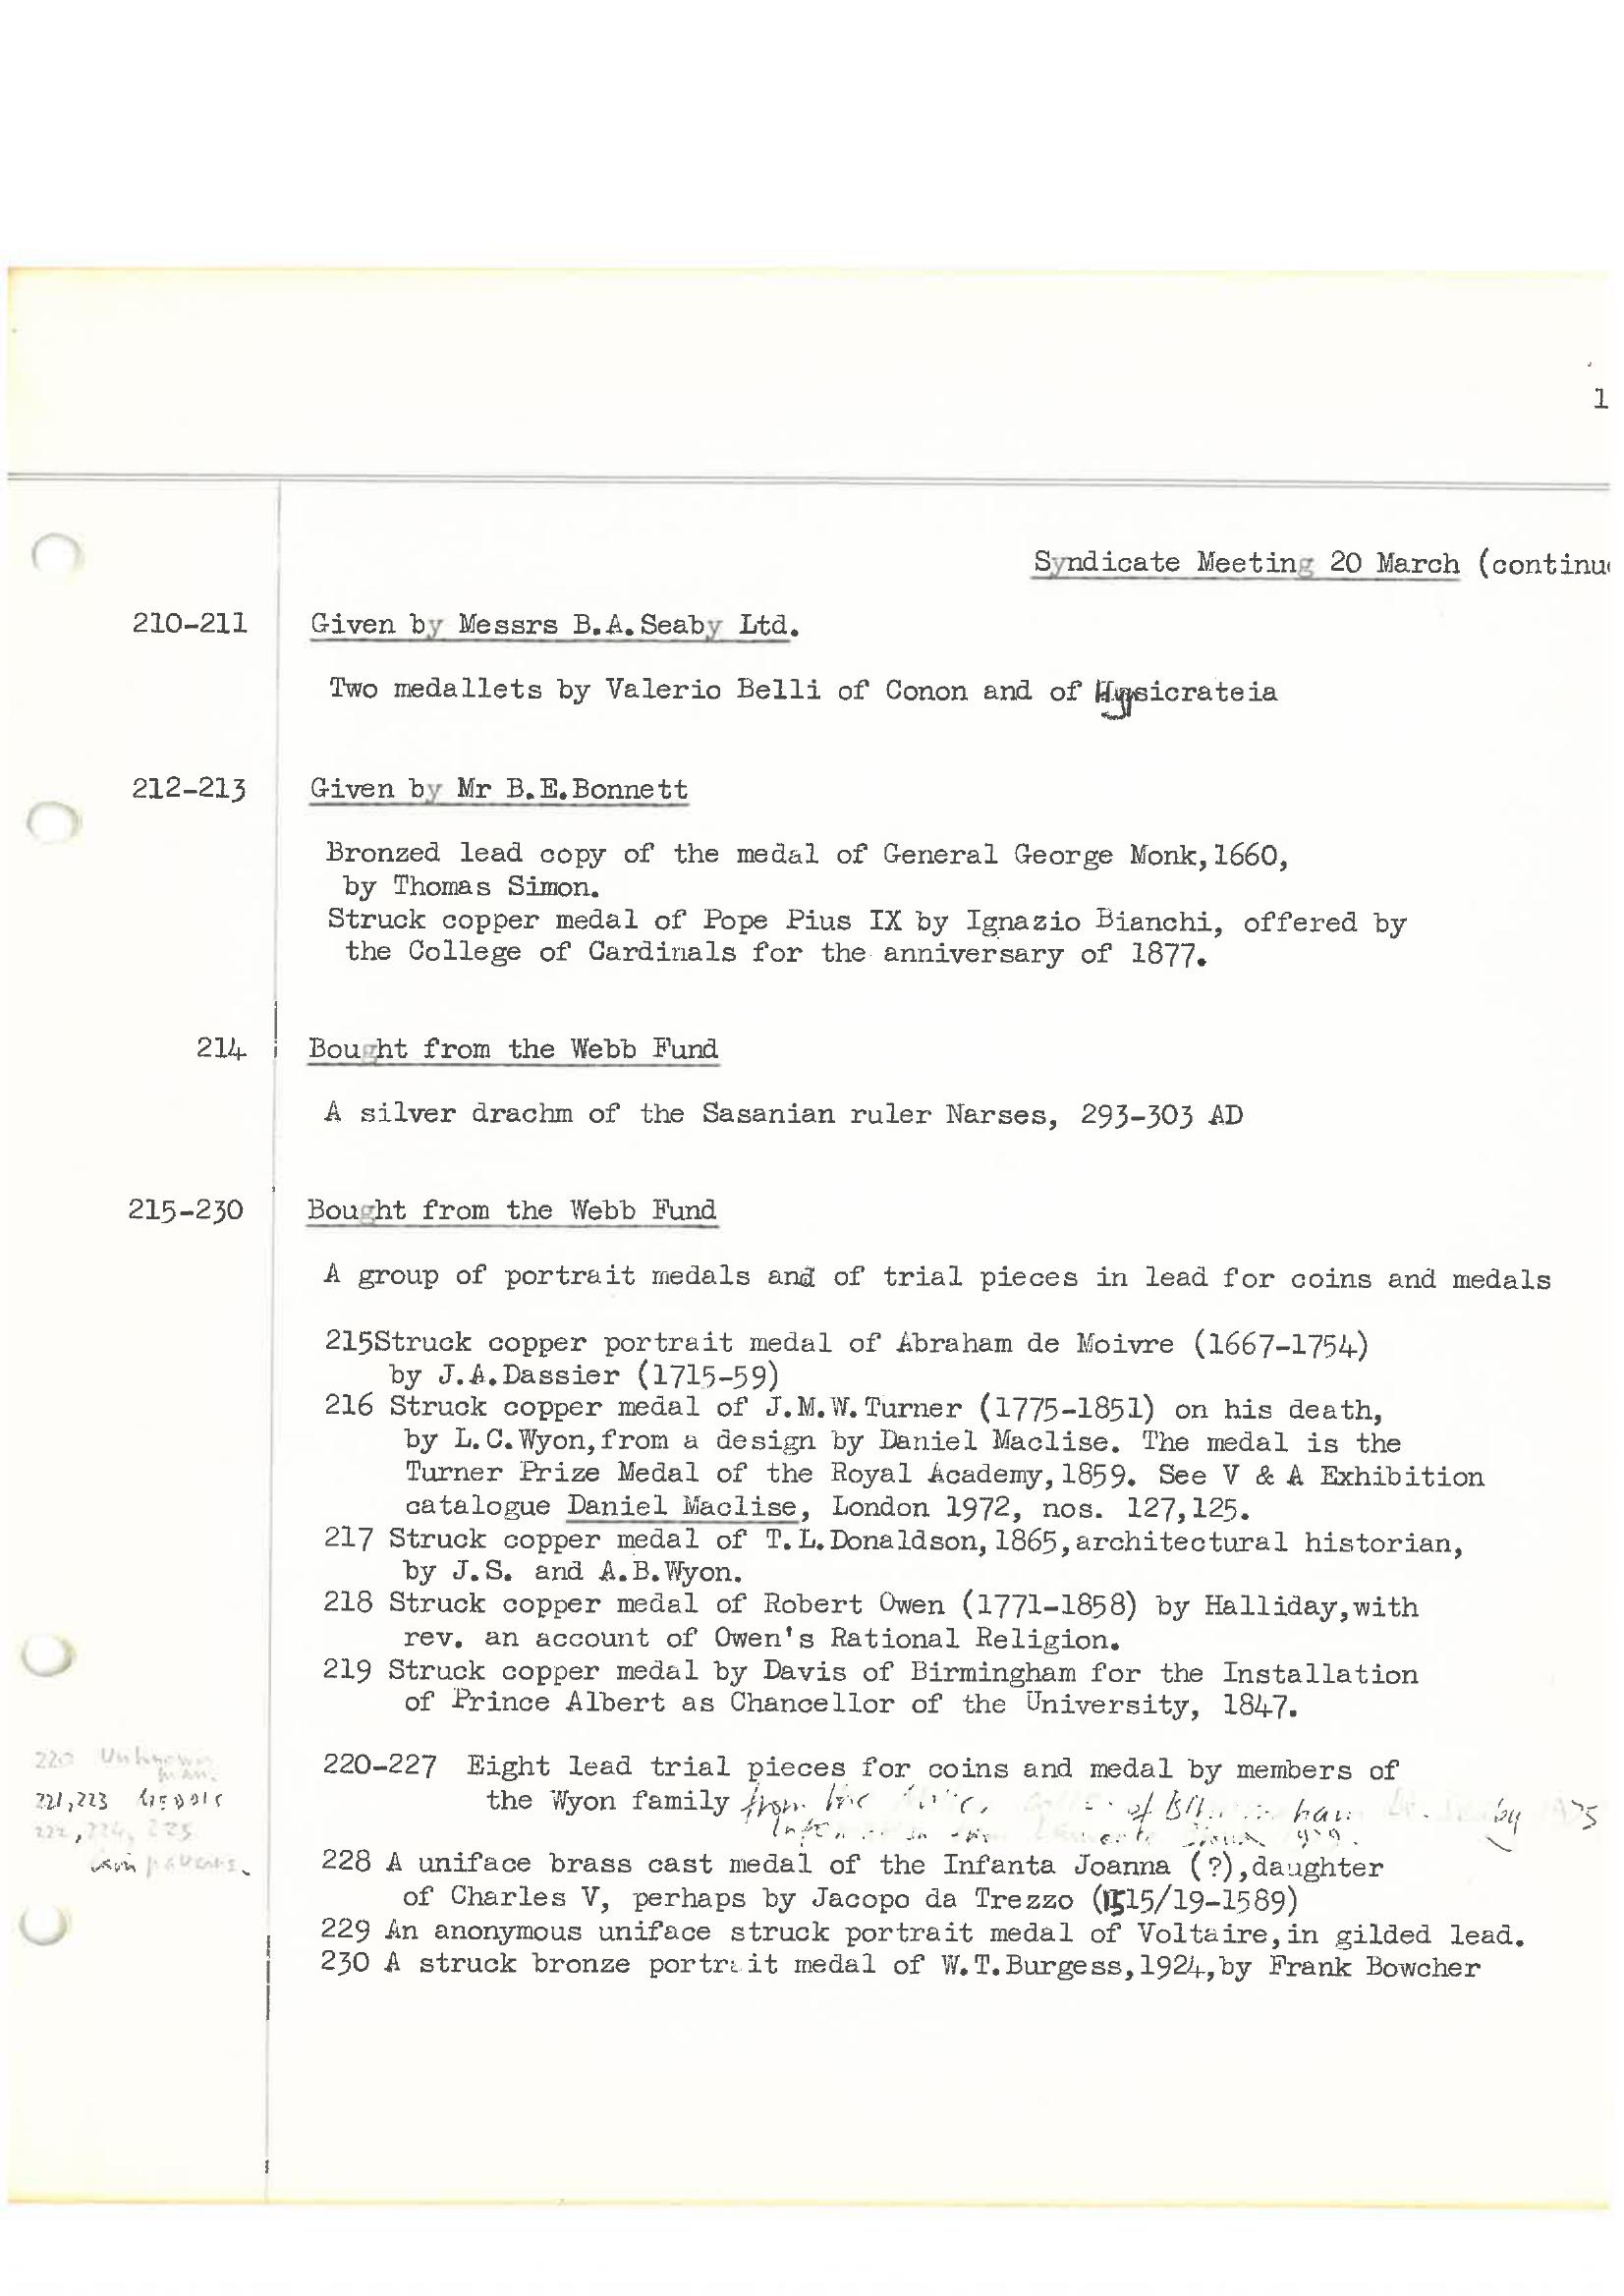 1
Syndicate Meeting 20 March (continu
210-211 Given by Messrs B.A.Seaby Ltd.
Two medallets by Valerio Belli of Conon and of Hypsicrateia
212-213 Given by Mr B.E.Bonnett
Bronzed lead copy of the medal of General George Monk,1660,
by Thomas Simon.
Struck copper medal of Pope Pius IX by Ignazio Bianchi, offered by
the College of Cardinals for the anniversary of 1877.
214 Bought from the Webb Fund
A silver drachm of the Sasanian ruler Narses, 293-303 AD
215-230 Bought from the Webb Fund
A group of portrait medals and of trial pieces in lead for coins and medals
215Struck copper portrait medal of Abraham de Moivre (1667-1754)
by J.A.Dassier (1715-59)
216 Struck copper medal of J.M.W.Turner (1775-1851) on his death,
by L.C.Wyon,from a design by Daniel Maclise. The medal is the
Turner Prize Medal of the Royal Academy,1859. See V & A Exhibition
catalogue Daniel Maclise, London 1972, nos. 127,125.
217 Struck copper medal of T.L.Donaldson,1865,architectural historian,
by J.S. and A.B.Wyon.
218 Struck copper medal of Robert Owen (1771-1858) by Halliday,with
rev. an account of Owen's Rational Religion.
219 Struck copper medal by Davis of Birmingham for the Installation
of Prince Albert as Chancellor of the University, 1847.
220 Unknown
man.
221,223
222, 224, 225
coin patterns.
220-227 Eight lead trial pieces for coins and medal by members of
the Wyon family from the of by
228 A uniface brass cast medal of the Infanta Joanna (?),daughter
of Charles V, perhaps by Jacopo da Trezzo (1515/19-1589)
229 An anonymous uniface struck portrait medal of Voltaire,in gilded lead.
230 A struck bronze portrait medal of W.T.Burgess,1924,by Frank Bowcher